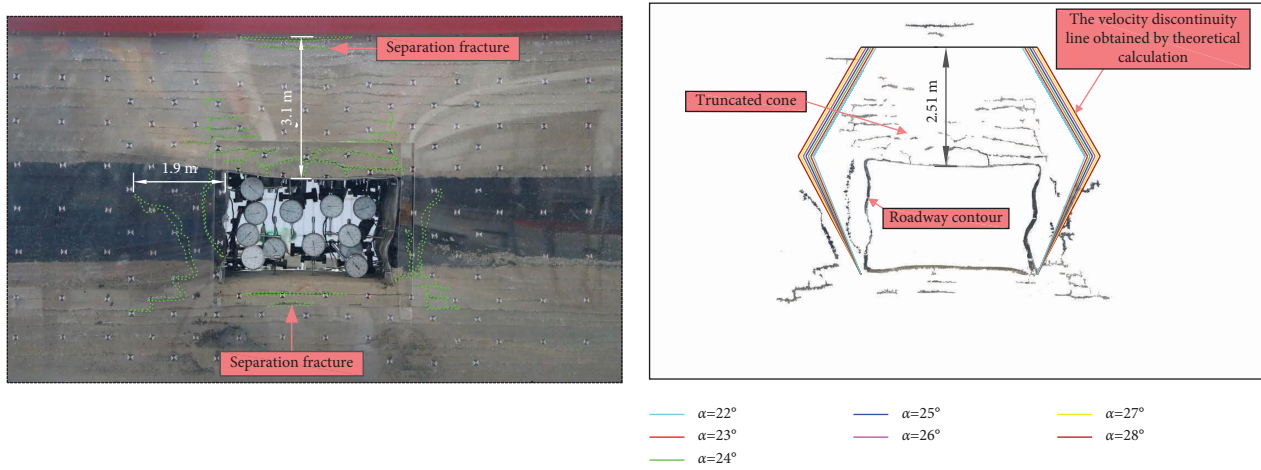 Separation fracture
3.1 m
1.9 m
Separation fracture
The velocity discontinuity
line obtained by theoretical
calculation
Truncated cone
2.51 m
Roadway contour
α=22°
α=23°
α=24°
α=25°
α=26°
α=27°
α=28°